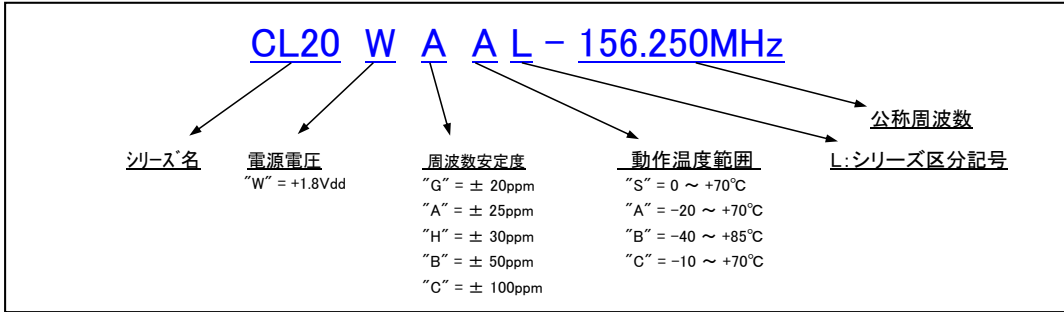 CL20 W A A L - 156.250MHz
公称周波数
シリーズ名
電源電圧
"W" = +1.8Vdd
周波数安定度
"G" = ± 20ppm
"A" = ± 25ppm
"H" = ± 30ppm
"B" = ± 50ppm
"C" = ± 100ppm
動作温度範囲
"S" = 0 ～ +70℃
"A" = -20 ～ +70℃
"B" = -40 ～ +85℃
"C" = -10 ～ +70℃
L:シリーズ区分記号